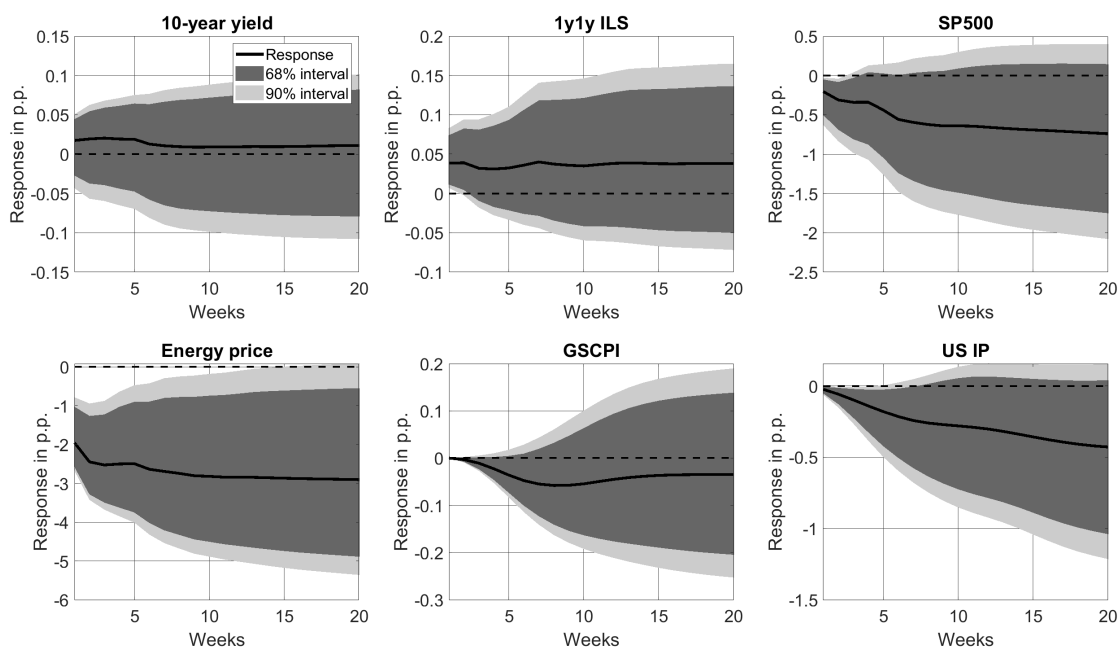 10-year yield
Response in p.p.
0.15
0.1
0.05
0
-0.05
-0.1
-0.15
Response
68% interval
90% interval
5
10
15
20
Weeks
1y1y ILS
Response in p.p.
0.2
0.15
0.1
0.05
0
-0.05
-0.1
5
10
15
20
Weeks
SP500
Response in p.p.
0.5
0
-0.5
-1
-1.5
-2
-2.5
5
10
15
20
Weeks
Energy price
Response in p.p.
0
-1
-2
-3
-4
-5
-6
5
10
15
20
Weeks
GSCPI
Response in p.p.
0.2
0.1
0
-0.1
-0.2
-0.3
5
10
15
20
Weeks
US IP
Response in p.p.
0
-0.5
-1
-1.5
5
10
15
20
Weeks